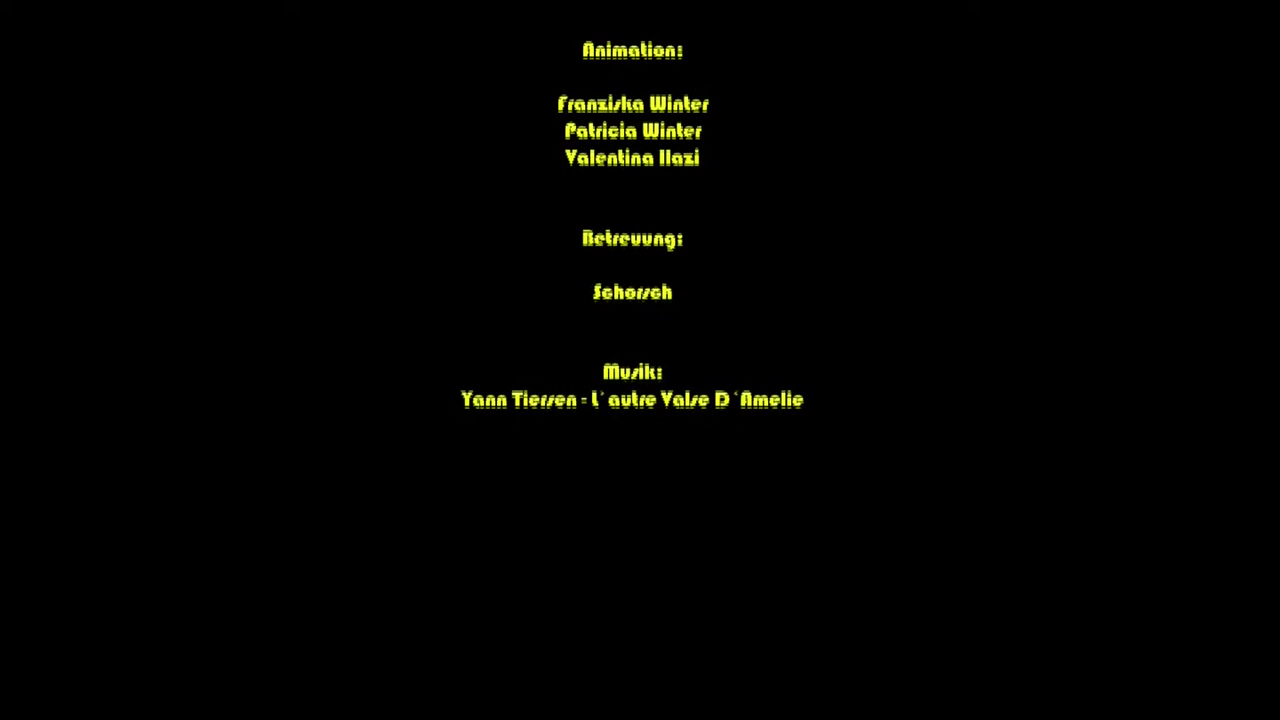 Animation:
Franziska Winter
Patricia Winter
Valentina Ilazi
Betreuung:
Schorsch
Musik:
Yann Tiersen - L' autre Valse D´Amelie